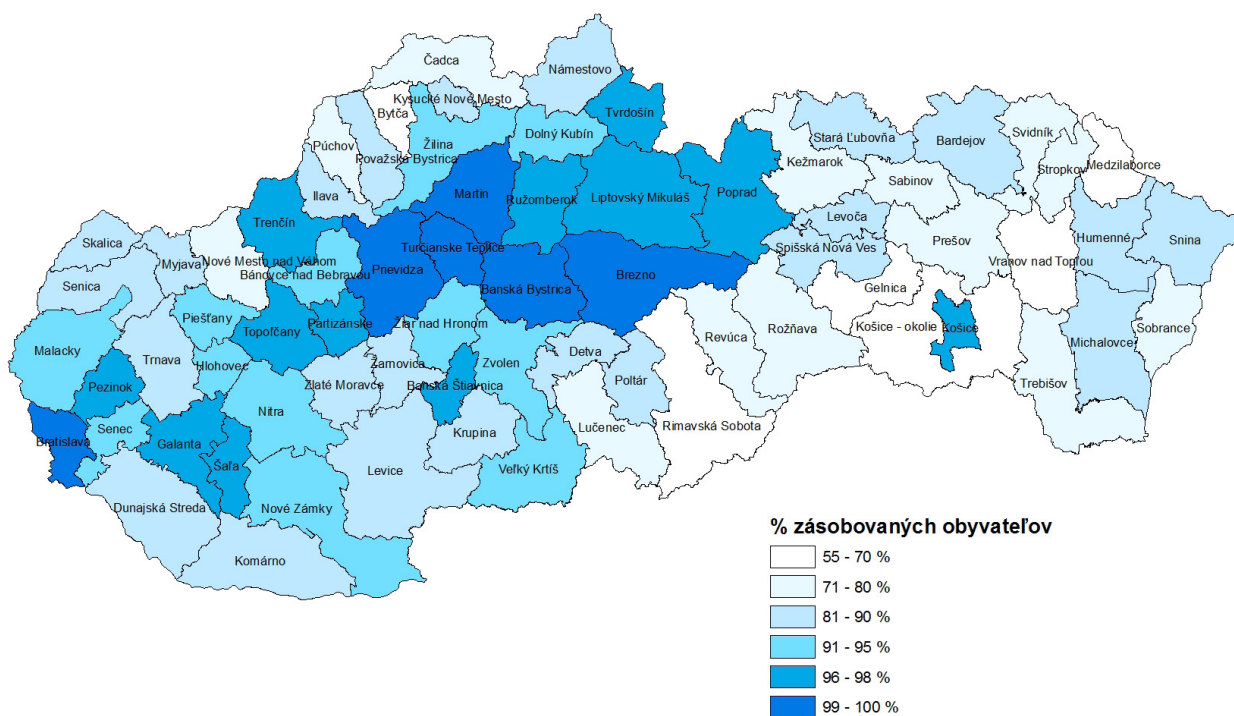 Čadca
Námestovo
Kysucké Nové Mesto
Bytča
Tvrdošín
Púchov
Žilina
Dolný Kubín
Považská Bystrica
Stará Ľubovňa
Bardejov
Svidník
Medzilaborce
Stropkov
Kežmarok
Sabinov
Ilava
Martin
Ružomberok
Liptovský Mikuláš
Poprad
Levoča
Trenčín
Skalica
Turčianske Teplice
Spišská Nová Ves
Prešov
Humenné
Snina
Myjava
Nové Mesto nad Váhom
Bánovce nad Bebravou
Prievidza
Brezno
Vranov nad Topľou
Senica
Banská Bystrica
Gelnica
Piešťany
Topoľčany
Partizánske
Žiar nad Hronom
Revúca
Rožňava
Košice - okolie
Košice
Sobrance
Malacky
Trnava
Hlohovec
Žarnovica
Zvolen
Detva
Michalovce
Pezinok
Zlaté Moravce
Banská Štiavnica
Poltár
Trebišov
Nitra
Bratislava
Senec
Galanta
Šaľa
Levice
Krupina
Lučenec
Rimavská Sobota
Veľký Krtíš
Dunajská Streda
Nové Zámky
Komárno
% zásobovaných obyvateľov
55 - 70 %
71 - 80 %
81 - 90 %
91 - 95 %
96 - 98 %
99 - 100 %